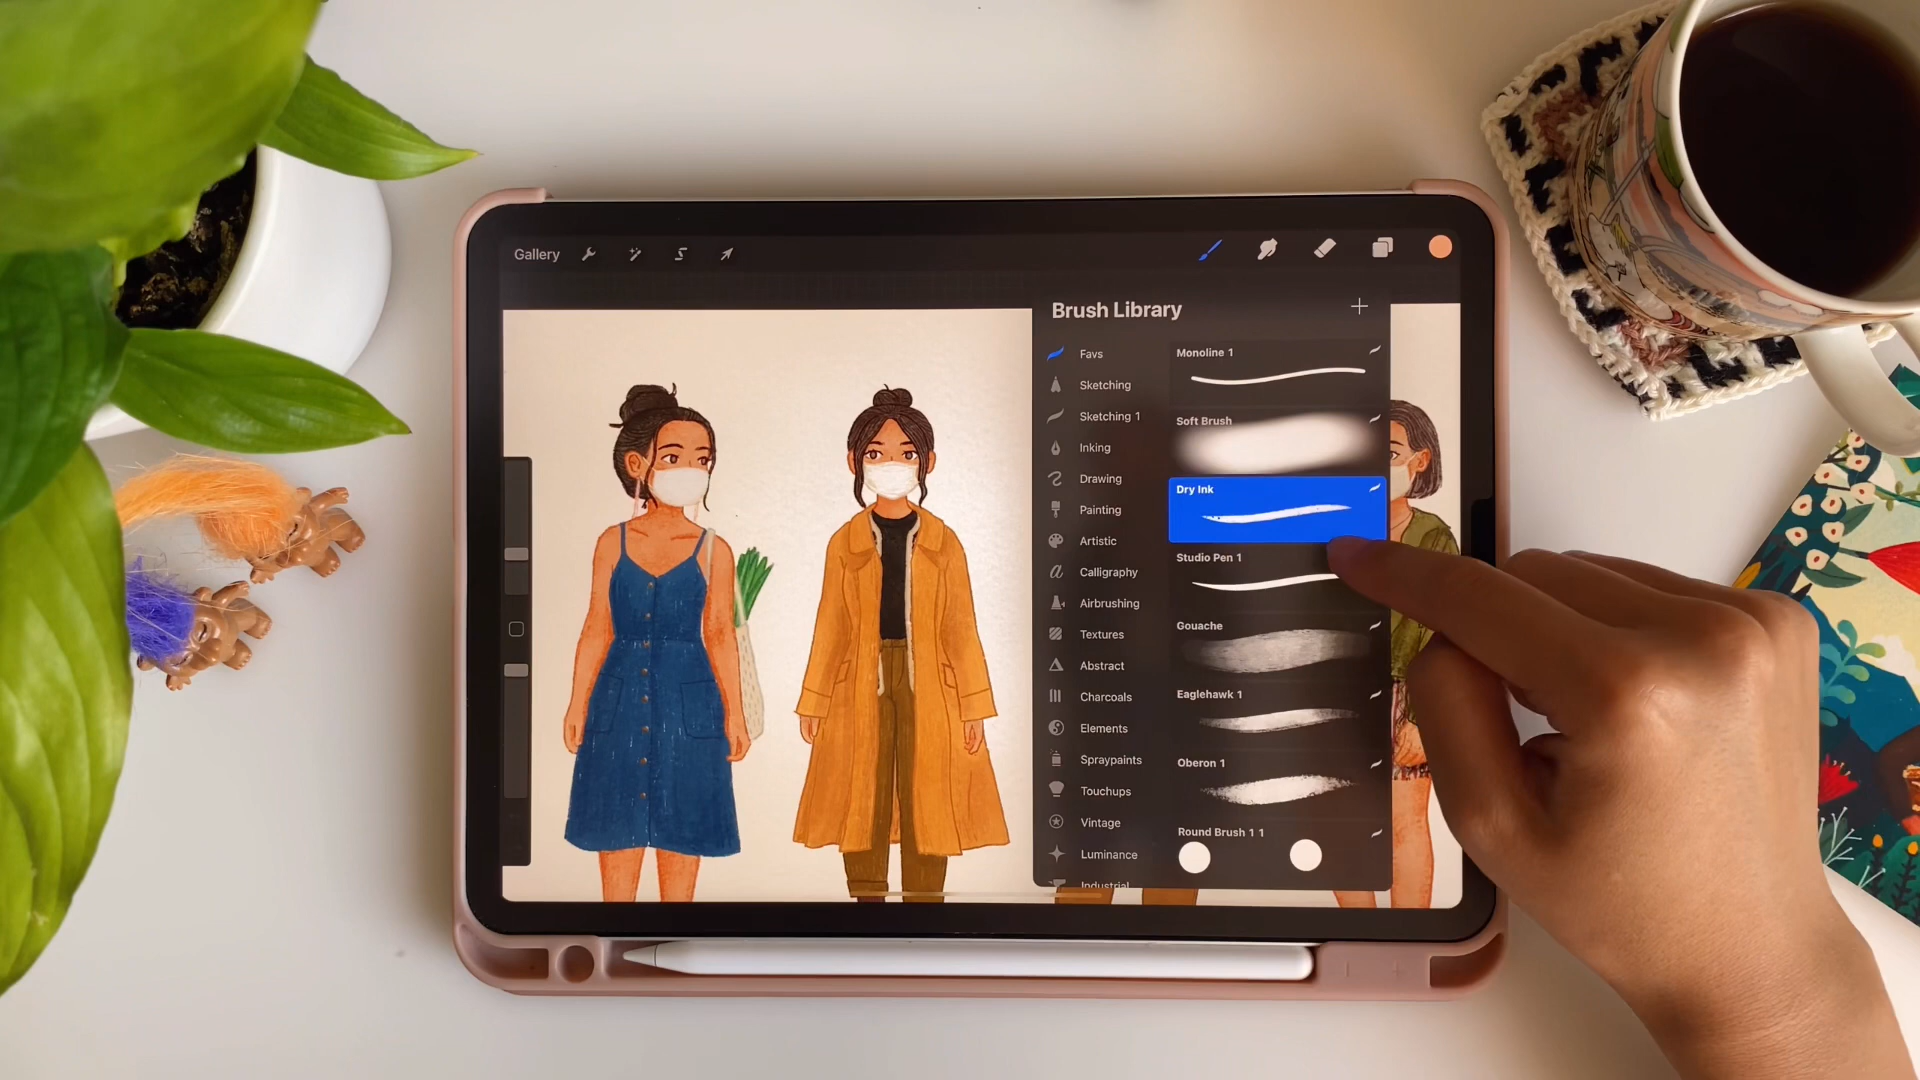 Gallery
Brush Library
Favs
Sketching
Sketching 1
Inking
Drawing
Painting
Artistic
Calligraphy
Airbrushing
Textures
Abstract
Charcoals
Elements
Spraypaints
Touchups
Vintage
Luminance
Industrial
Monoline 1
Soft Brush
Dry Ink
Studio Pen 1
Gouache
Eaglehawk 1
Oberon 1
Round Brush 1 1